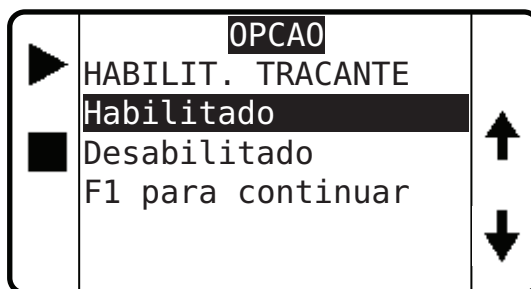 OPCAO
HABILIT. TRACANTE
Habilitado
Desabilitado
F1 para continuar